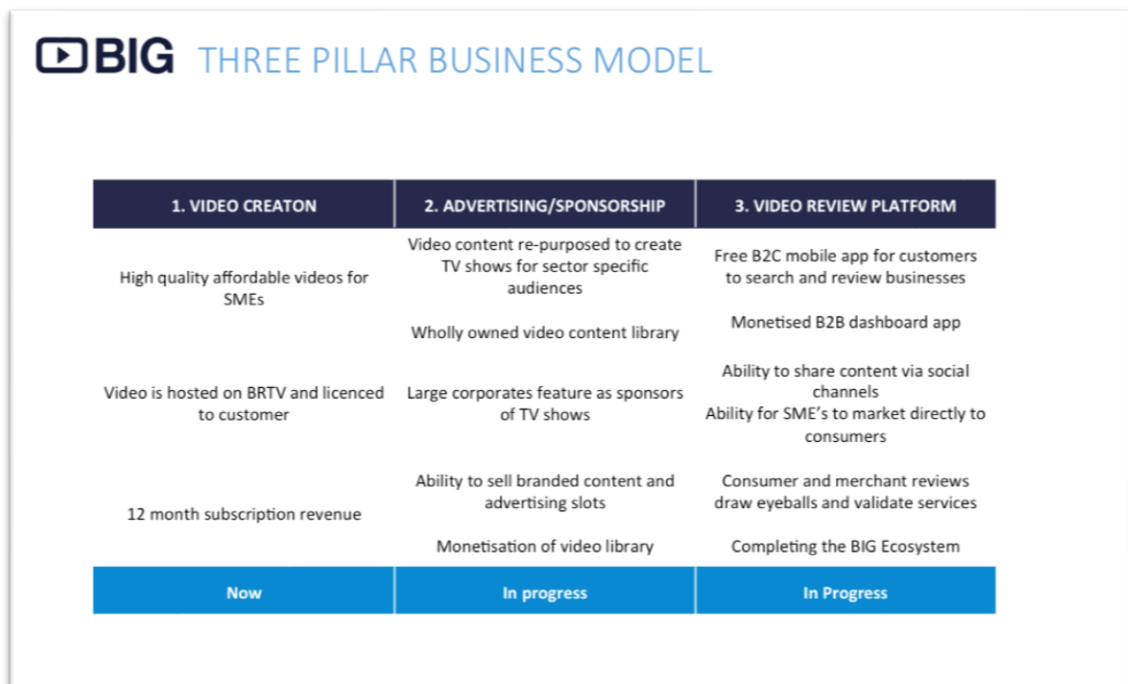 BIG THREE PILLAR BUSINESS MODEL
1. VIDEO CREATON
High quality affordable videos for
SMEs
Video is hosted on BRTV and licenced
to customer
12 month subscription revenue
Now
2. ADVERTISING/SPONSORSHIP
Video content re-purposed to create
TV shows for sector specific
audiences
Wholly owned video content library
Large corporates feature as sponsors
of TV shows
Ability to sell branded content and
advertising slots
Monetisation of video library
In progress
3. VIDEO REVIEW PLATFORM
Free B2C mobile app for customers
to search and review businesses
Monetised B2B dashboard app
Ability to share content via social
channels
Ability for SME's to market directly to
consumers
Consumer and merchant reviews
draw eyeballs and validate services
Completing the BIG Ecosystem
In Progress